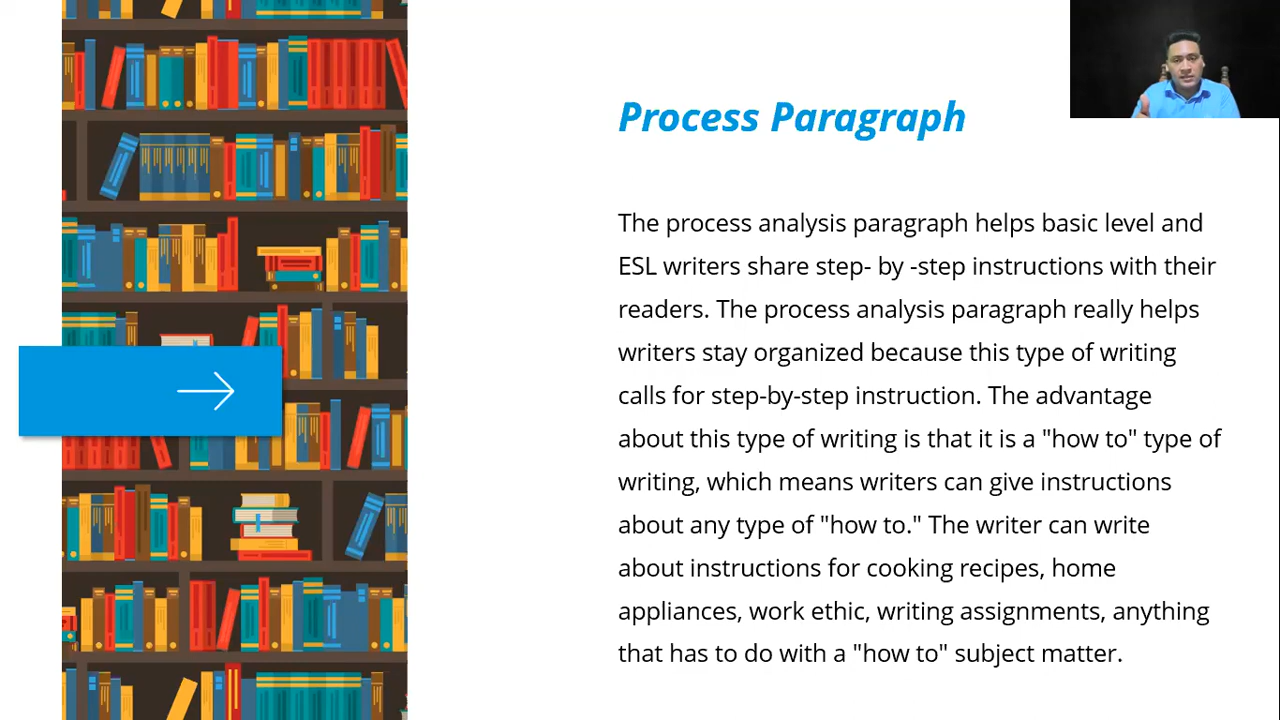 Process Paragraph
The process analysis paragraph helps basic level and
ESL writers share step- by -step instructions with their
readers. The process analysis paragraph really helps
writers stay organized because this type of writing
calls for step-by-step instruction. The advantage
about this type of writing is that it is a "how to" type of
writing, which means writers can give instructions
about any type of "how to." The writer can write
about instructions for cooking recipes, home
appliances, work ethic, writing assignments, anything
that has to do with a "how to" subject matter.